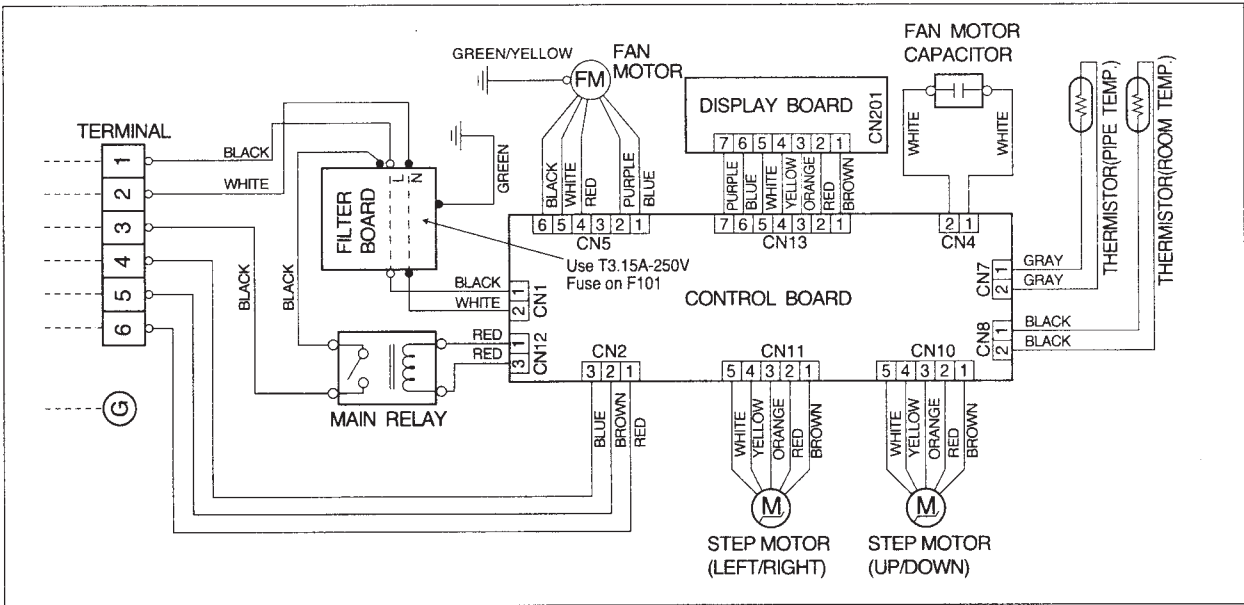 GREEN/YELLOW
FAN
MOTOR
FM
FAN MOTOR
CAPACITOR
DISPLAY BOARD
CN201
7 6 5 4 3 2 1
WHITE
WHITE
THERMISTOR(PIPE TEMP.)
THERMISTOR(ROOM TEMP.)
TERMINAL
1
2
3
4
5
6
G
BLACK
WHITE
L
N
GREEN
FILTER
BOARD
BLACK
WHITE
RED
PURPLE
BLUE
PURPLE
BLUE
WHITE
YELLOW
ORANGE
RED
BROWN
6 5 4 3 2 1
CN5
7 6 5 4 3 2 1
CN13
2 1
CN4
Use T3.15A-250V
Fuse on F101
CONTROL BOARD
BLACK
WHITE
1
2
CN1
RED
RED
1
3
CN12
CN7
1
2
GRAY
GRAY
CN8
1
2
BLACK
BLACK
BLACK
BLACK
MAIN RELAY
CN2
3 2 1
BLUE
BROWN
RED
CN11
5 4 3 2 1
WHITE
YELLOW
ORANGE
RED
BROWN
M
STEP MOTOR
(LEFT/RIGHT)
CN10
5 4 3 2 1
WHITE
YELLOW
ORANGE
RED
BROWN
M
STEP MOTOR
(UP/DOWN)